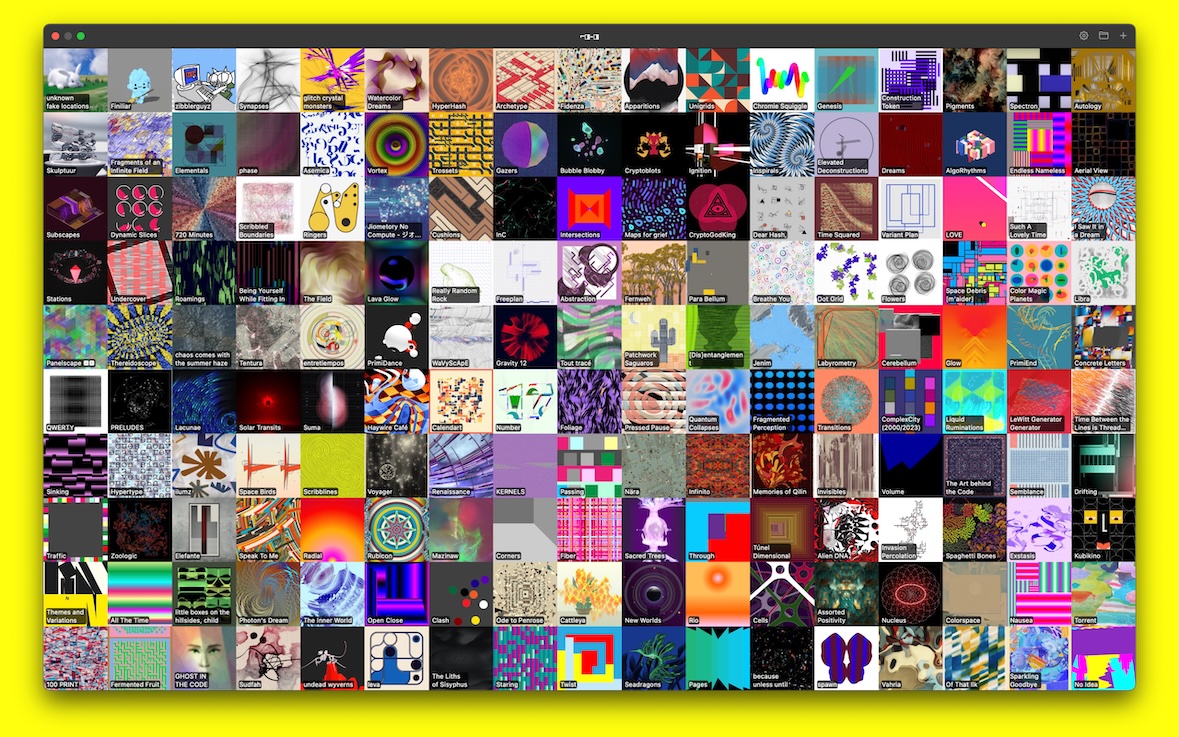 unknown
fake locations
Finiliar
zibblerguyz
Synapses
glitch crystal
monsters
Watercolor
Dreams
HyperHash
Archetype
Fidenza
Apparitions
Unigrids
Chromie Squiggle
Genesis
Construction
Token
Pigments
Spectron
Autology
Skulptuur
Fragments of an
Infinite Field
Elementals
phase
Asemica
Vortex
Trossets
Gazers
Bubble Blobby
Cryptoblots
Ignition
Inspirals
Elevated
Deconstructions
Dreams
AlgoRhythms
Endless Nameless
Aerial View
Subscapes
Dynamic Slices
720 Minutes
Scribbled
Boundaries
Ringers
Jiometory No
Compute - ジオ...
Cushions
InC
Intersections
Maps for grief
CryptoGodKing
Dear Hash,
Time Squared
Variant Plan
LOVE
Such A
Lovely Time
I Saw It in
a Dream
Stations
Undercover
Roamings
Being Yourself
While Fitting In
The Field
Lava Glow
Really Random
Rock
Freeplan
Abstraction
Fernweh
Para Bellum
Breathe You
Dot Grid
Flowers
Space Debris
[m'aider]
Color Magic
Planets
Libra
Panelscape
Thereidoscope
chaos comes with
the summer haze
Tentura
entretiempos
PrimiDance
WaVyScApE
Gravity 12
Tout tracé
Patchwork
Saguaros
[Dis]entanglemen
t
Jenim
Labyrometry
Cerebellum
Glow
PrimiEnd
Concrete Letters
QWERTY
PRELUDES
Lacunae
Solar Transits
Suma
Haywire Café
Calendart
Number
Foliage
Pressed Pause
Quantum
Collapses
Fragmented
Perception
Transitions
ComplexCity
(2000/2023)
Liquid
Ruminations
LeWitt Generator
Generator
Time Between the
Lines is Thread...
Sinking
Hypertype
ilumz
Space Birds
Scribblines
Voyager
Renaissance
KERNELS
Passing
Nära
Infinito
Memories of Qilin
Invisibles
Volume
The Art behind
the Code
Semblance
Drifting
Traffic
Zoologic
Elefante
Speak To Me
Radial
Rubicon
Mazinaw
Corners
Fiber
Sacred Trees
Through
Túnel
Dimensional
Alien DNA
Invasion
Percolation
Spaghetti Bones
Exstasis
Kubikino
Themes and
Variations
All The Time
little boxes on the
hillsides, child
Photon's Dream
The Inner World
Open Close
Clash
Ode to Penrose
Cattleya
New Worlds
Rio
Cells
Assorted
Positivity
Nucleus
Colorspace
Nausea
Torrent
100 PRINT
Fermented Fruit
GHOST IN
THE CODE
Sudfah
undead wyverns
leva
The Liths
of Sisyphus
Staring
Twist
Seadragons
Pages
because
unless until
spawn
Vahria
Of That Ilk
Sparkling
Goodbye
No Idea